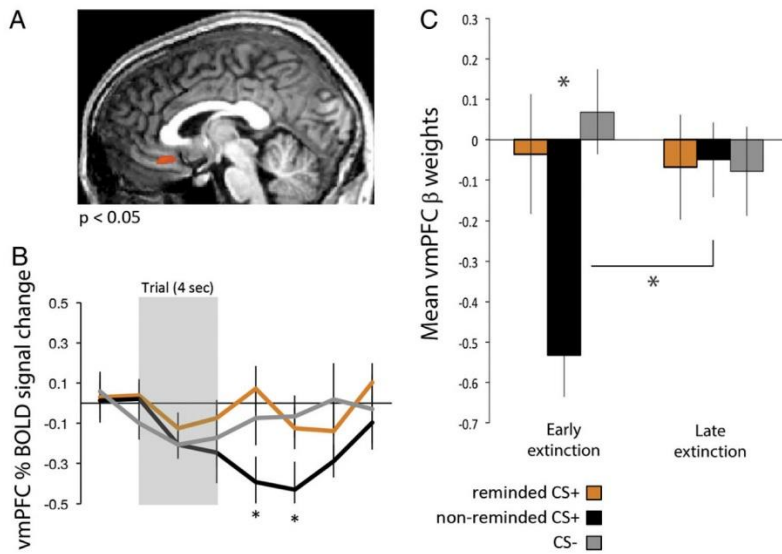 A
p < 0.05
B
Trial (4 sec)
vmPFC % BOLD signal change
0.5
0.3
0.1
-0.1
-0.3
-0.5
*
*
C
Mean vmPFC β weights
0.3
0.2
0.1
0
-0.1
-0.2
-0.3
-0.4
-0.5
-0.6
-0.7
*
*
Early
extinction
Late
extinction
reminded CS+
non-reminded CS+
CS-